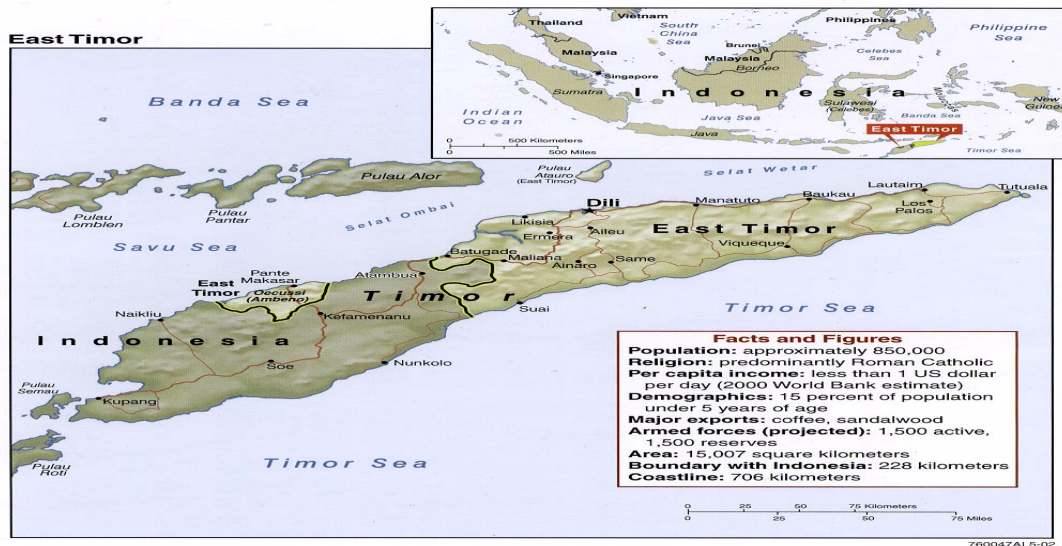 East Timor
Thailand
Vietnam
South
China
Sea
Philippines
Philippine
Sea
Malaysia
Brunei
Malaysia
Celebes
Sea
Singapore
Borneo
Sumatra
Indonesia
Sulawesi
(Celebes)
Moluccas
New
Guinea
Indian
Ocean
Java Sea
Banda Sea
Java
East Timor
Timor Sea
0 500 Kilometers
0 500 Miles
Banda Sea
Pulau Alor
Pulau
Atauro
(East Timor)
Selat Wetar
Pulau
Lomblen
Pulau
Pantar
Selat Ombai
Dili
Manatuto
Baukau
Lautaim
Tutuala
Los
Palos
Likisia
East Timor
Ermera
Aileu
Viqueque
Savu Sea
Batugade
Maliana
Ainaro
Same
Pante
Makasar
Atambua
East
Timor
Occussi
(Ambeno)
Timor
Suai
Timor Sea
Naikliu
Kefamenanu
Indonesia
Soe
Nunkolo
Pulau
Semau
Kupang
Pulau
Roti
Timor Sea
Facts and Figures
Population: approximately 850,000
Religion: predominantly Roman Catholic
Per capita income: less than 1 US dollar
per day (2000 World Bank estimate)
Demographics: 15 percent of population
under 5 years of age
Major exports: coffee, sandalwood
Armed forces (projected): 1,500 active,
1,500 reserves
Area: 15,007 square kilometers
Boundary with Indonesia: 228 kilometers
Coastline: 706 kilometers
0 25 50 75 Kilometers
0 25 50 75 Miles
760047AI 5-02